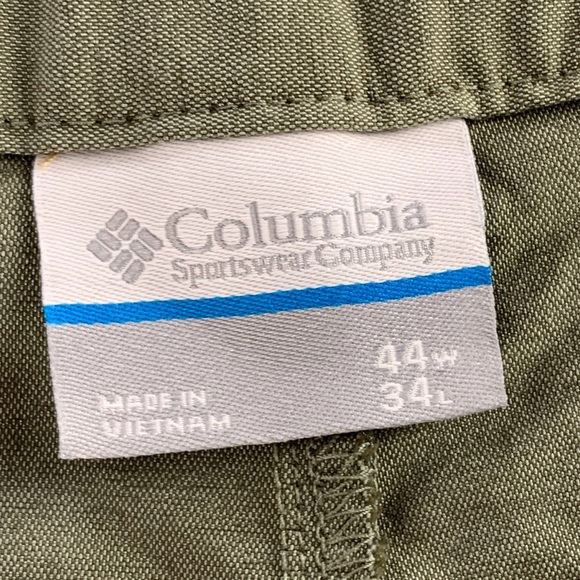 Columbia
Sportswear Company
44W
34L
MADE IN
VIETNAM